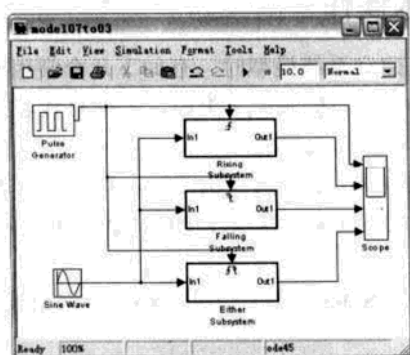 model07to03
File Edit View Simulation Format Tools Help
10.0 Normal
Pulse
Generator
In1 Out1
Rising
Subsystem
In1 Out1
Falling
Subsystem
Scope
In1 Out1
Sine Wave
Either
Subsystem
Ready 100% ode45